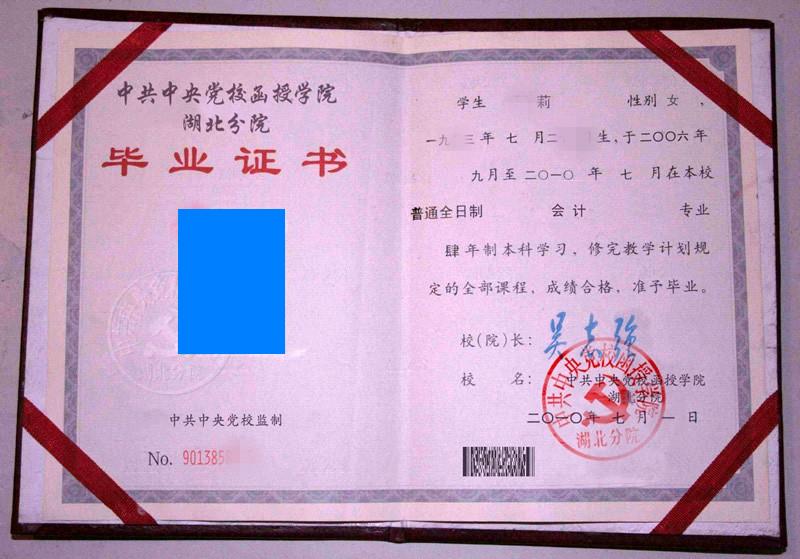 中共中央党校函授学院
湖北分院
毕业证书
中共中央党校监制
No. 901385
学生 莉 性别 女，
一九 三年 七 月二 生，于二〇〇六年
九月至二〇一〇 年 七 月在本校
普通全日制 会计 专业
肆年制本科学习，修完教学计划规
定的全部课程，成绩合格，准予毕业。
校(院)长：吴志强
校 名：中共中央党校函授学院
湖北分院
二〇一〇年 七 月 一 日
中共中央党校函授学院
湖北分院